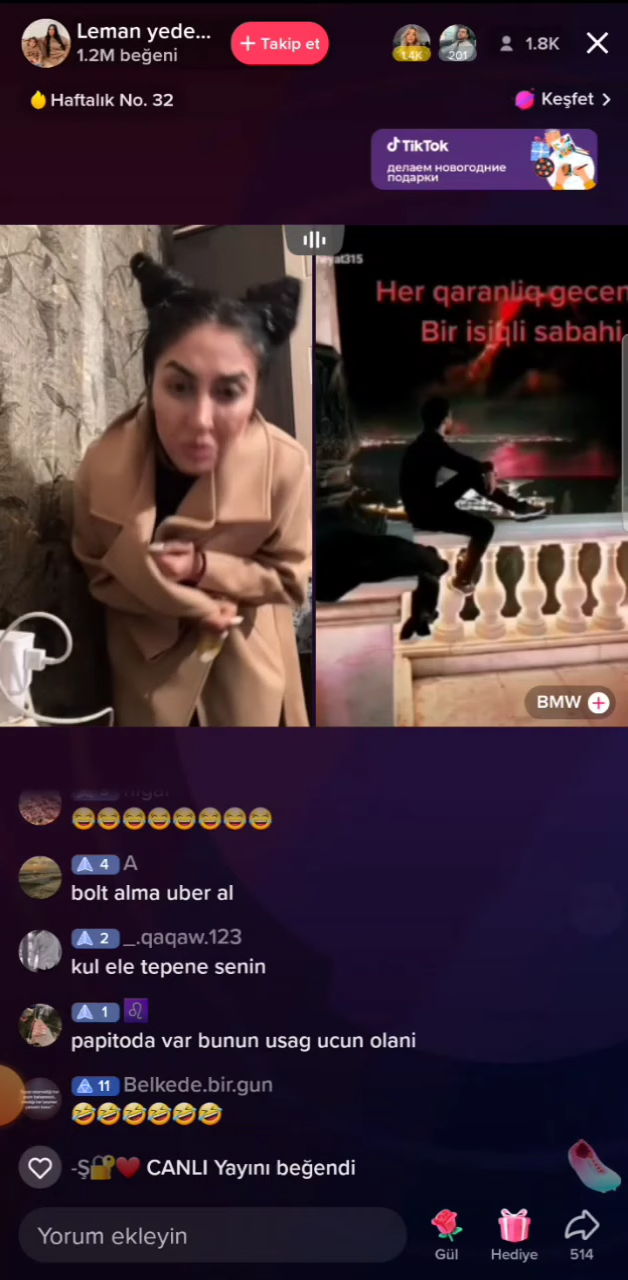 Leman yede...
1.2M beğeni
+ Takip et
1.4K
201
1.8K
Haftalık No. 32
Keşfet >
TikTok
делаем новогодние
подарки
Her qaranliq gecen
Bir isiqli sabahi
BMW
😂😂😂😂😂😂😂😂
4 A
bolt alma uber al
2 _.qaqaw.123
kul ele tepene senin
1 ♌
papitoda var bunun usag ucun olani
11 Belkede.bir.gun
🤣🤣🤣🤣🤣🤣
-Ş🔐❤️ CANLI Yayını beğendi
Yorum ekleyin
Gül
Hediye
514